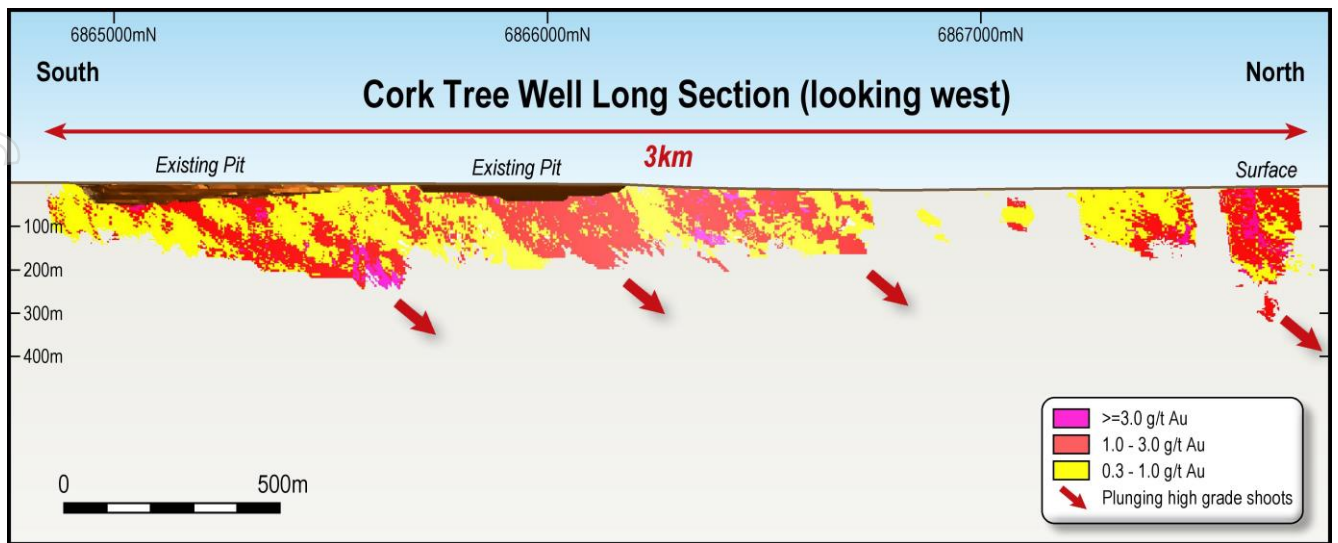 6865000mN
6866000mN
6867000mN
South
North
Cork Tree Well Long Section (looking west)
3km
Existing Pit
Existing Pit
Surface
100m
200m
300m
400m
>=3.0 g/t Au
1.0 - 3.0 g/t Au
0.3 - 1.0 g/t Au
Plunging high grade shoots
0
500m